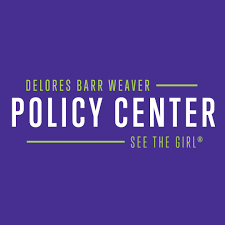 DELORES BARR WEAVER
POLICY CENTER
SEE THE GIRL®